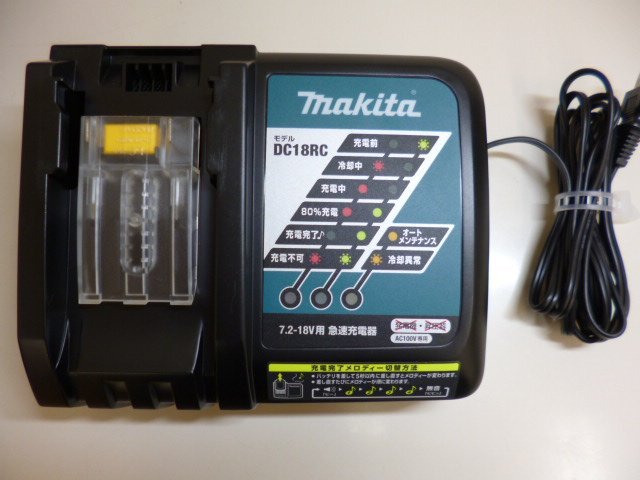 makita
モデル
DC18RC
充電前
冷却中
充電中
80%充電
充電完了♪
オート
メンテナンス
充電不可
冷却異常
7.2-18V用 急速充電器
AC100V専用
充電完了メロディー切替方法